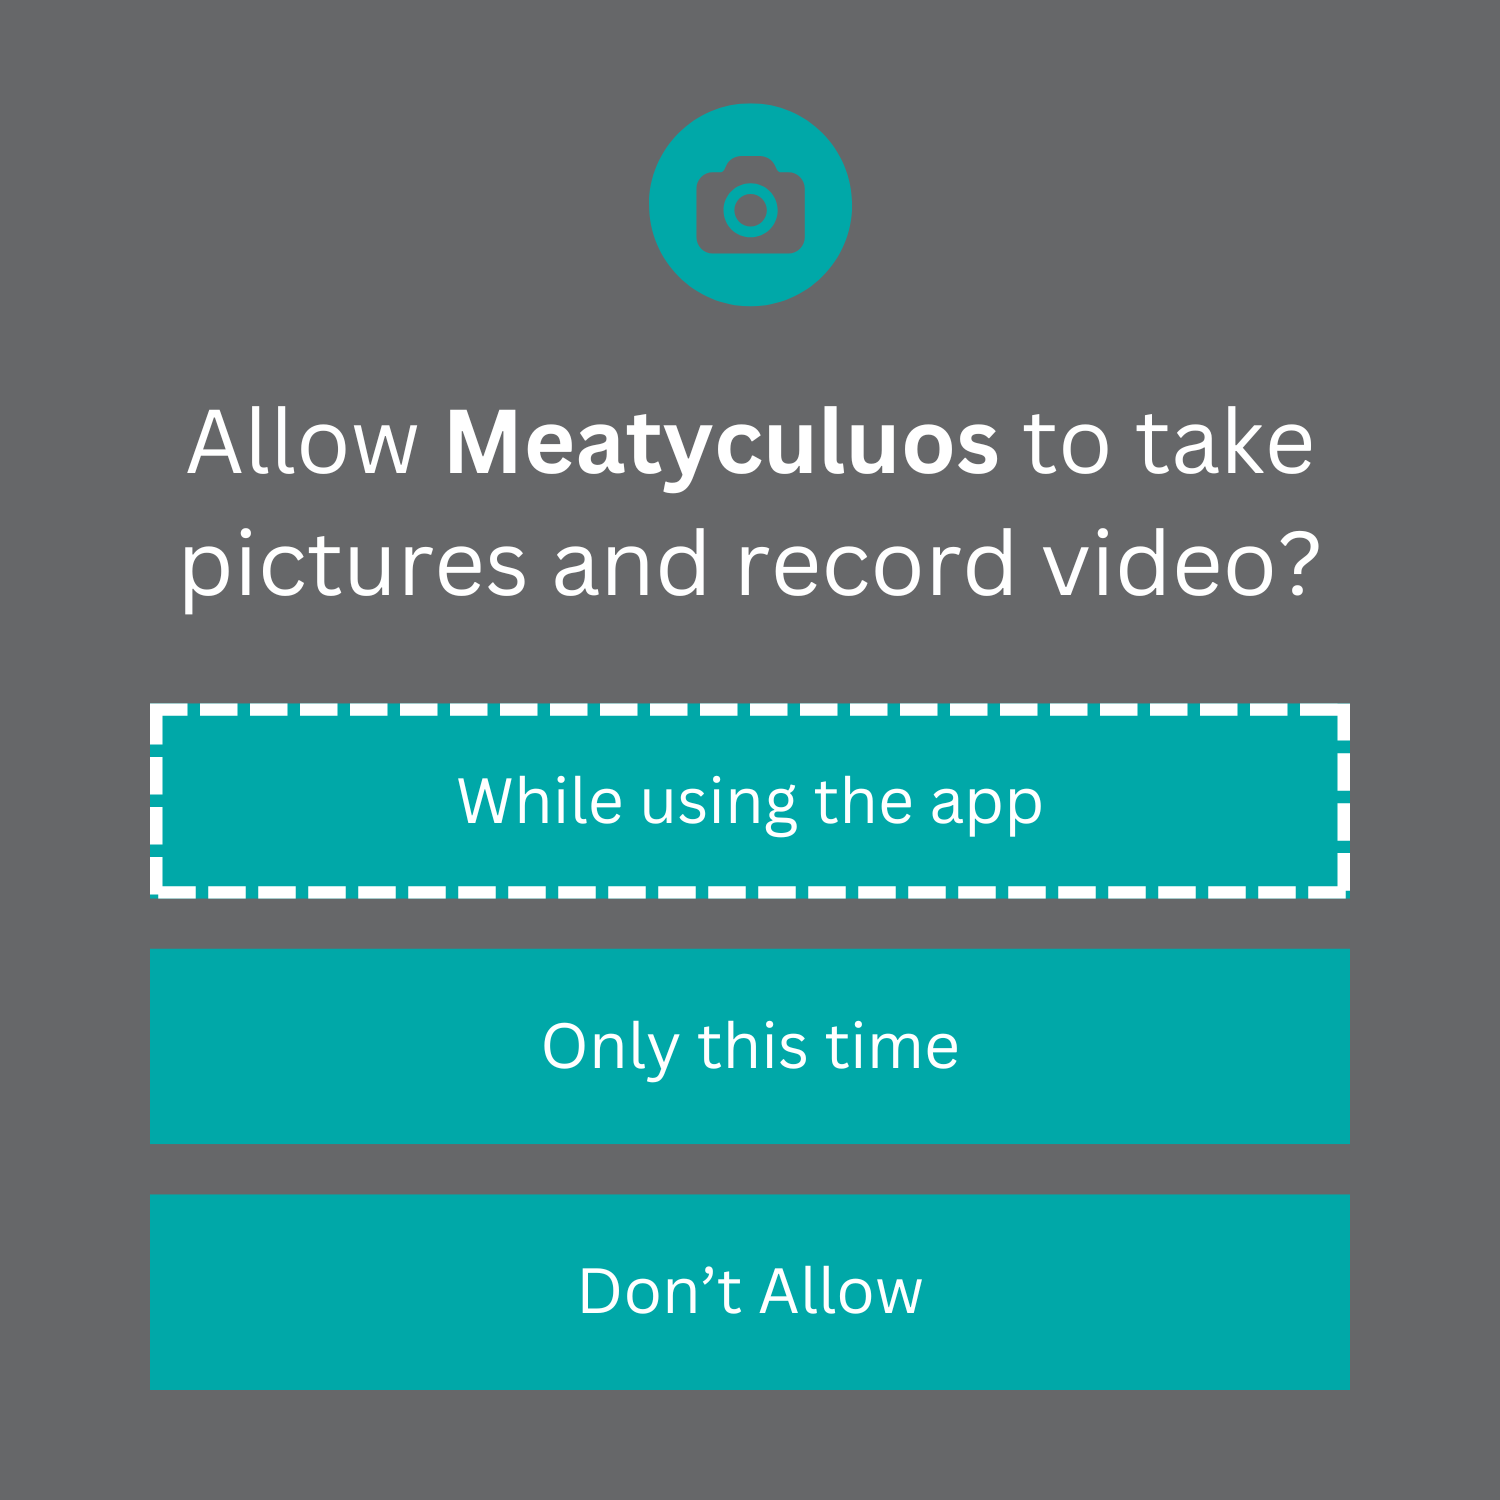 Allow Meatyculuos to take
pictures and record video?
While using the app
Only this time
Don’t Allow